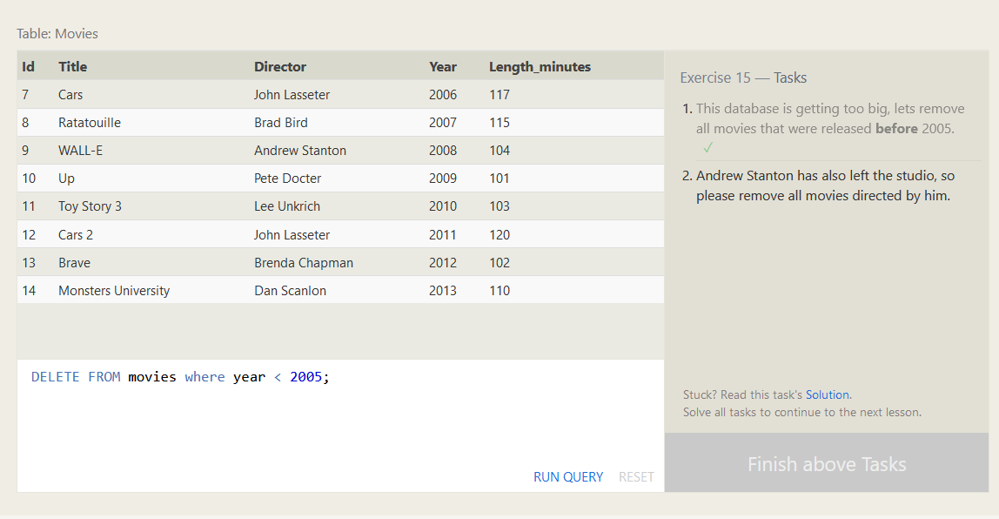 Table: Movies
Id Title Director Year Length_minutes
7 Cars John Lasseter 2006 117
8 Ratatouille Brad Bird 2007 115
9 WALL-E Andrew Stanton 2008 104
10 Up Pete Docter 2009 101
11 Toy Story 3 Lee Unkrich 2010 103
12 Cars 2 John Lasseter 2011 120
13 Brave Brenda Chapman 2012 102
14 Monsters University Dan Scanlon 2013 110
DELETE FROM movies where year < 2005;
RUN QUERY RESET
Exercise 15 — Tasks
1. This database is getting too big, lets remove
all movies that were released before 2005.
✓
2. Andrew Stanton has also left the studio, so
please remove all movies directed by him.
Stuck? Read this task's Solution.
Solve all tasks to continue to the next lesson.
Finish above Tasks